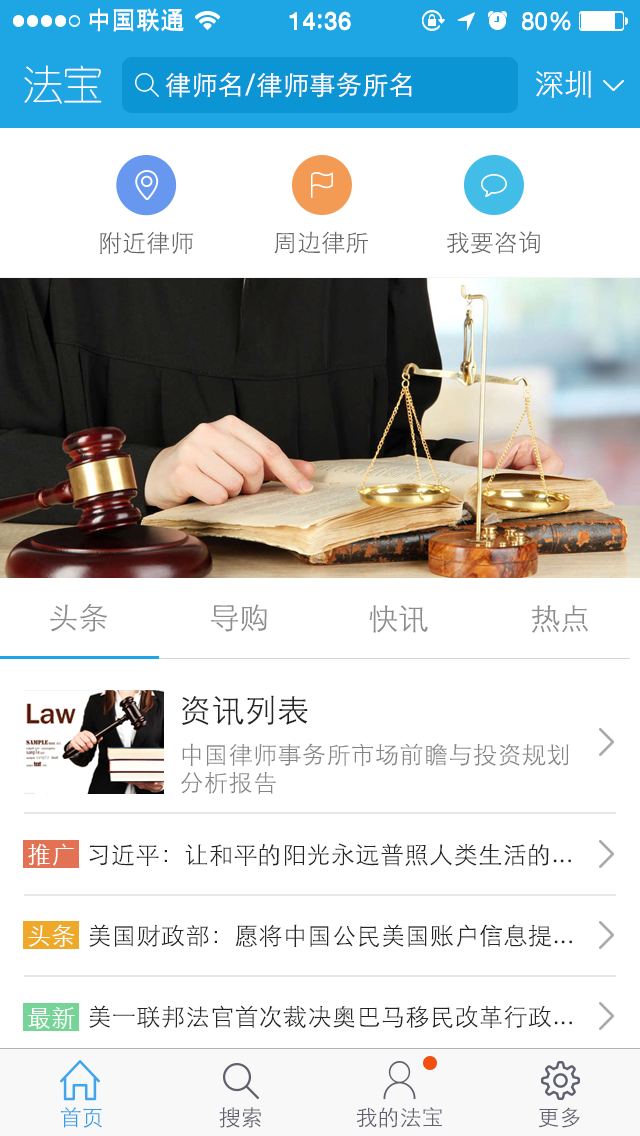 中国联通 14:36 80%
法宝 律师名/律师事务所名 深圳
附近律师 周边律所 我要咨询
头条 导购 快讯 热点
Law
资讯列表
中国律师事务所市场前瞻与投资规划
分析报告
推广 习近平：让和平的阳光永远普照人类生活的...
头条 美国财政部：愿将中国公民美国账户信息提...
最新 美一联邦法官首次裁决奥巴马移民改革行政...
首页 搜索 我的法宝 更多